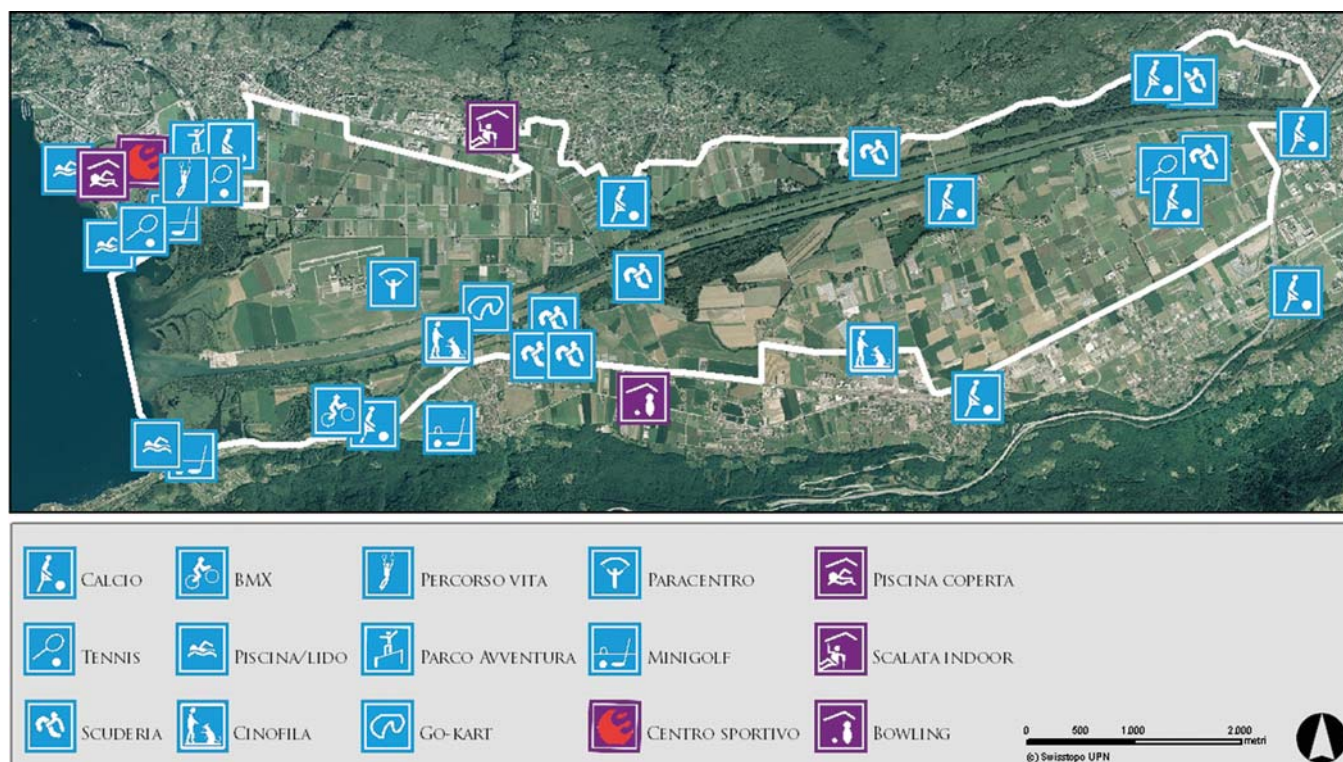 CALCIO
BMX
PERCORSO VITA
PARACENTRO
PISCINA COPERTA
TENNIS
PISCINA/LIDO
PARCO AVVENTURA
MINIGOLF
SCALATA INDOOR
SCUDERIA
CINOFILA
GO-KART
CENTRO SPORTIVO
BOWLING
0 500 1.000 2.000
metri
(c) Swisstopo UPN